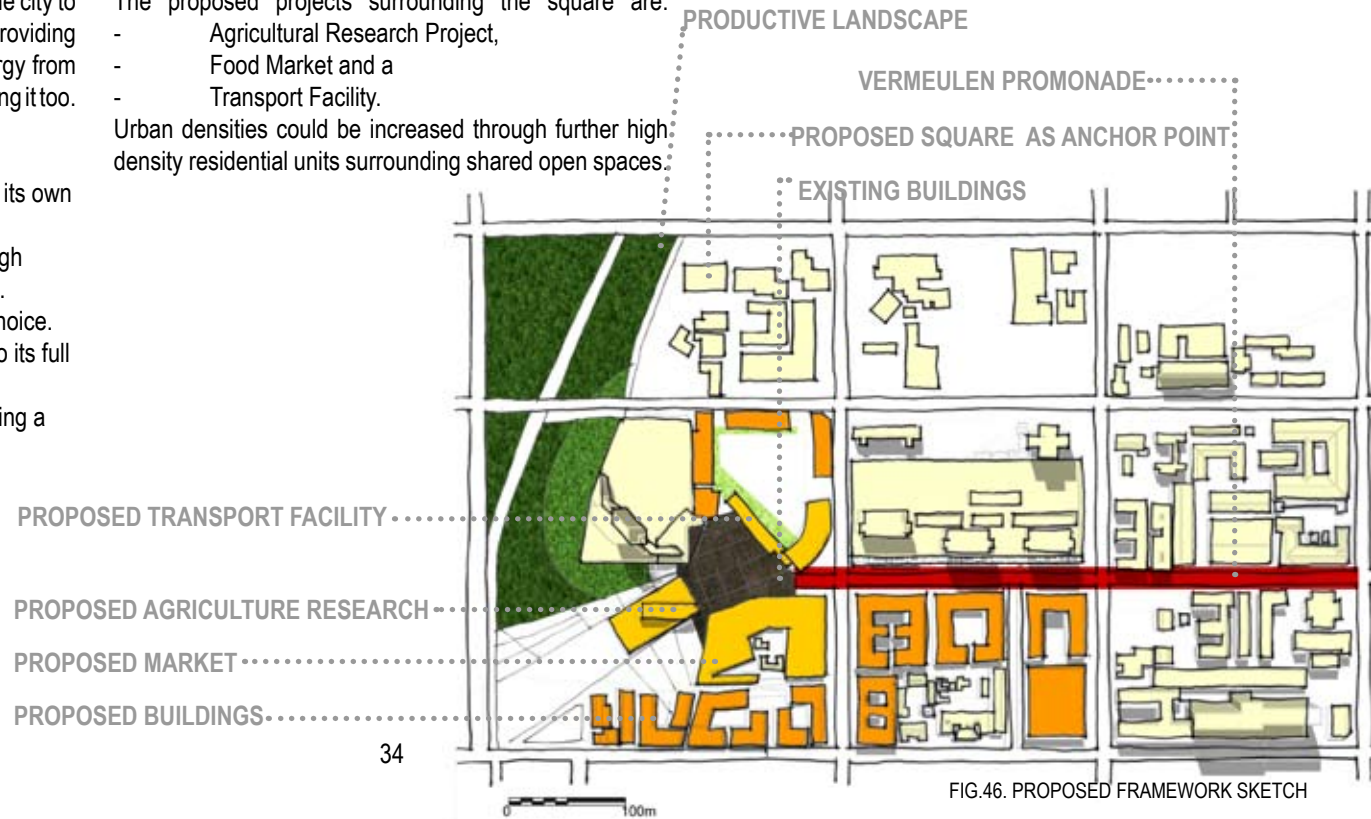 e city to
roviding
rgy from
ng it too.
its own
gh
.
hoice.
o its full
ing a
The proposed projects surrounding the square are:
- Agricultural Research Project,
- Food Market and a
- Transport Facility.
Urban densities could be increased through further high
density residential units surrounding shared open spaces.
PRODUCTIVE LANDSCAPE
VERMEULEN PROMONADE
PROPOSED SQUARE AS ANCHOR POINT
EXISTING BUILDINGS
PROPOSED TRANSPORT FACILITY
PROPOSED AGRICULTURE RESEARCH
PROPOSED MARKET
PROPOSED BUILDINGS
34
0 100m
FIG.46. PROPOSED FRAMEWORK SKETCH